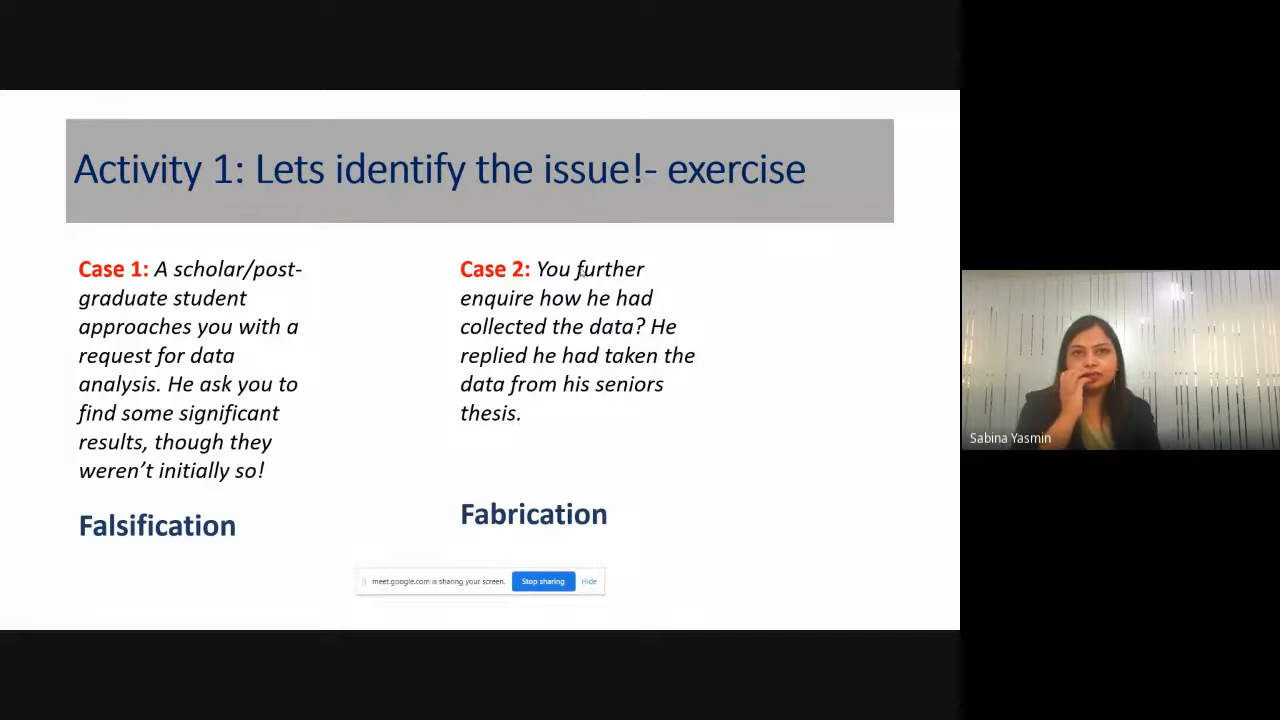 Activity 1: Lets identify the issue!- exercise
Case 1: A scholar/post-
graduate student
approaches you with a
request for data
analysis. He ask you to
find some significant
results, though they
weren't initially so!
Falsification
Case 2: You further
enquire how he had
collected the data? He
replied he had taken the
data from his seniors
thesis.
Fabrication
meet.google.com is sharing your screen.
Stop sharing
Hide
Sabina Yasmin